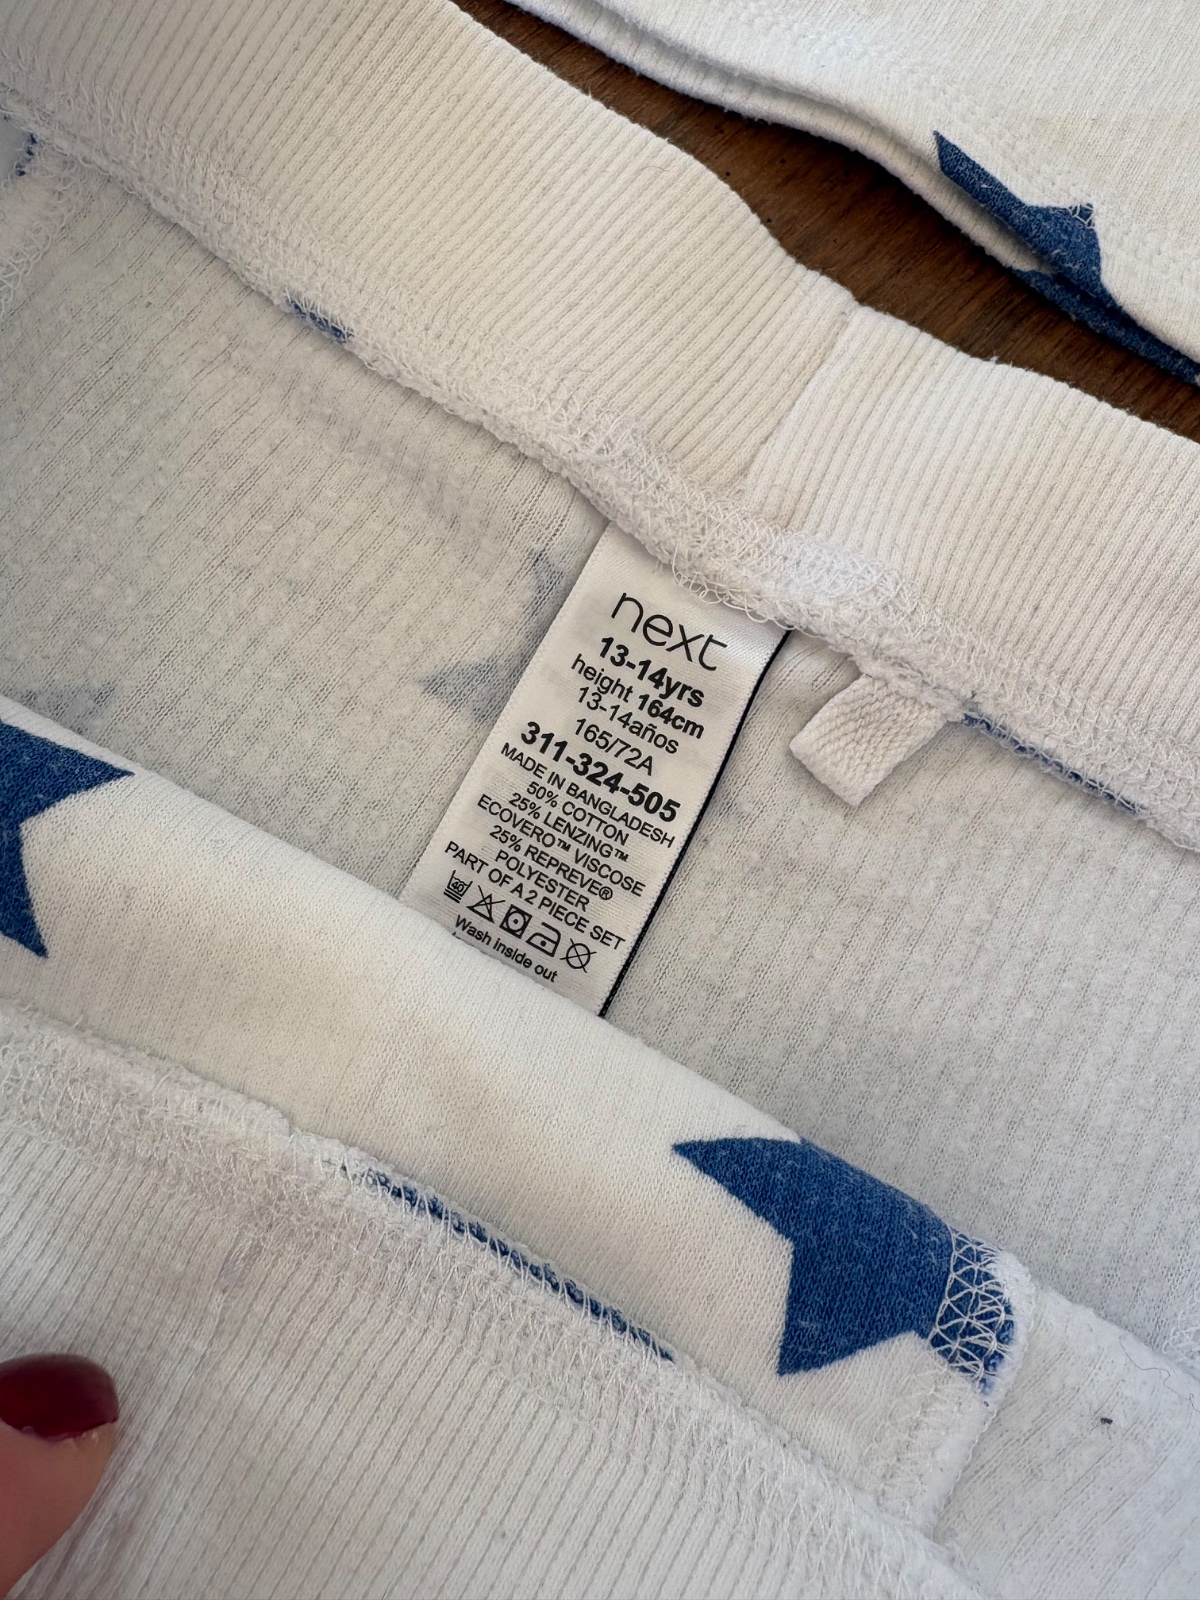 next
13-14yrs
height 164cm
13-14años
165/72A
311-324-505
MADE IN BANGLADESH
50% COTTON
25% LENZING™
ECOVERO™ VISCOSE
25% REPREVE®
POLYESTER
PART OF A 2 PIECE SET
40
Wash inside out